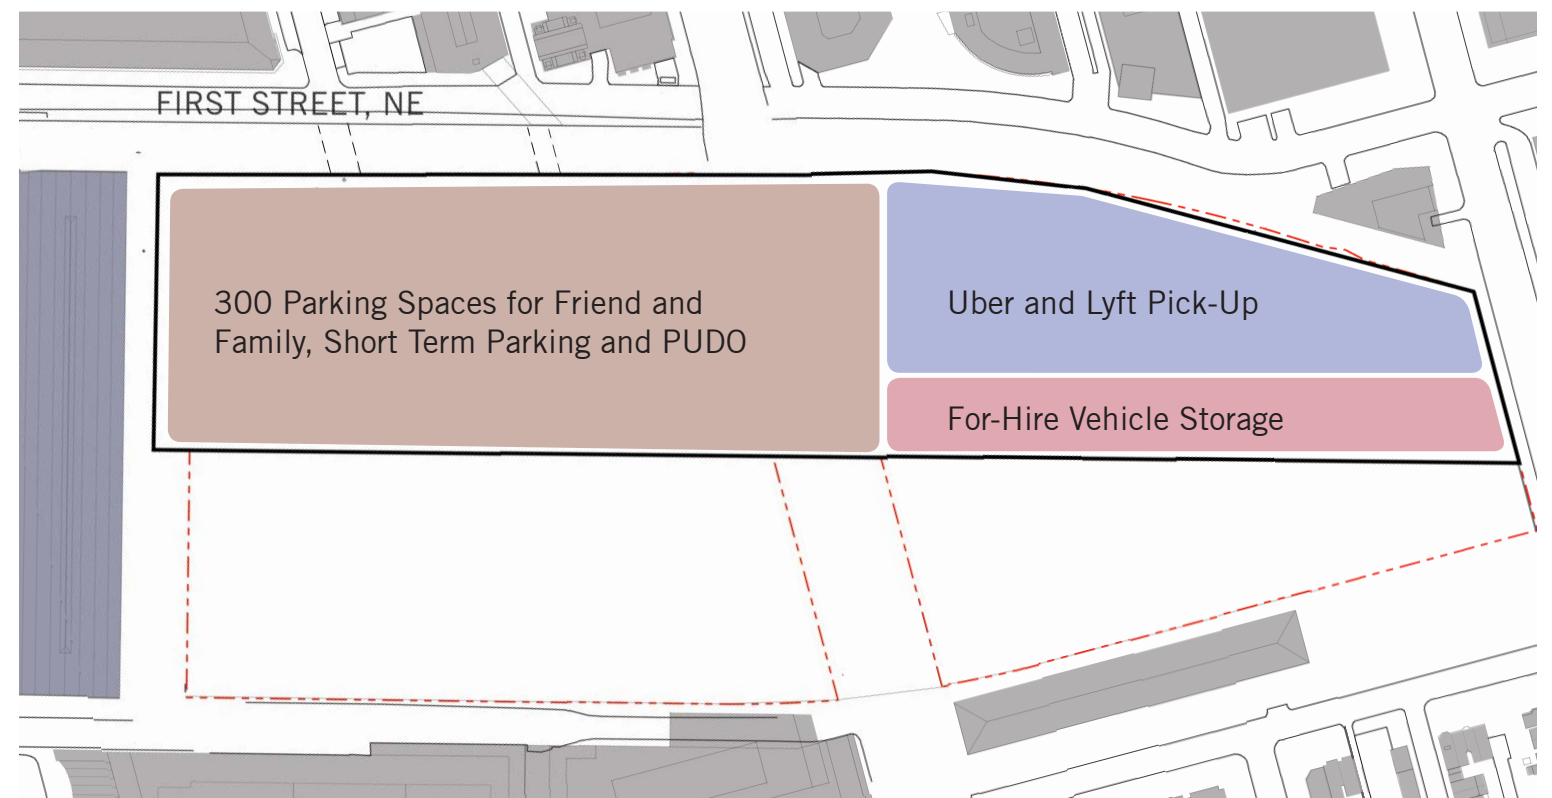 FIRST STREET, NE
300 Parking Spaces for Friend and
Family, Short Term Parking and PUDO
Uber and Lyft Pick-Up
For-Hire Vehicle Storage